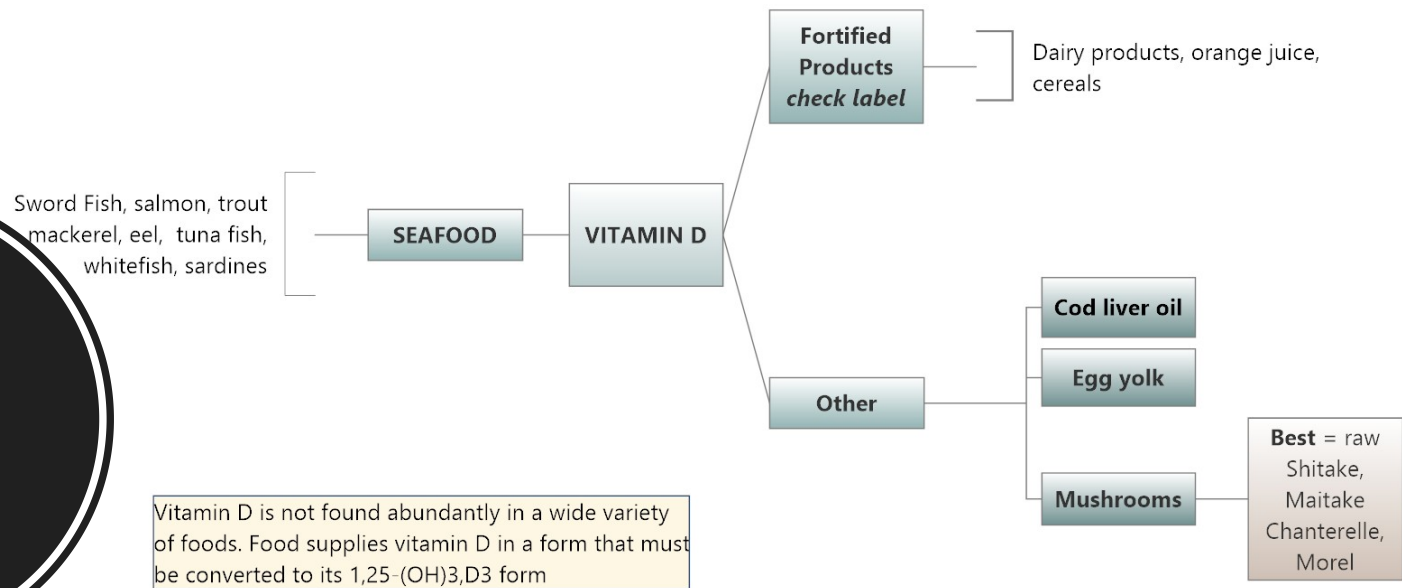 Fortified
Products
check label
Dairy products, orange juice,
cereals
Sword Fish, salmon, trout
mackerel, eel, tuna fish,
whitefish, sardines
SEAFOOD
VITAMIN D
Cod liver oil
Egg yolk
Other
Mushrooms
Best = raw
Shitake,
Maitake
Chanterelle,
Morel
Vitamin D is not found abundantly in a wide variety
of foods. Food supplies vitamin D in a form that must
be converted to its 1,25-(OH)3,D3 form